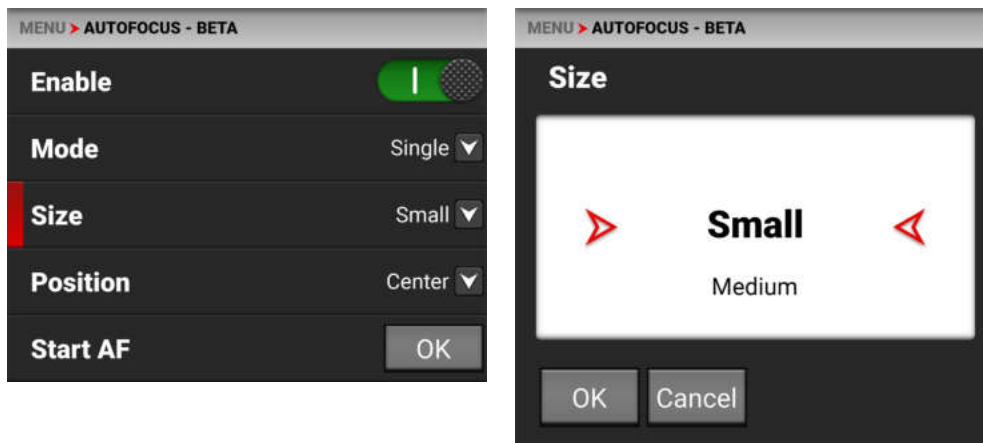 MENU > AUTOFOCUS - BETA
Enable
Mode Single
Size Small
Position Center
Start AF OK
MENU > AUTOFOCUS - BETA
Size
Small
Medium
OK Cancel